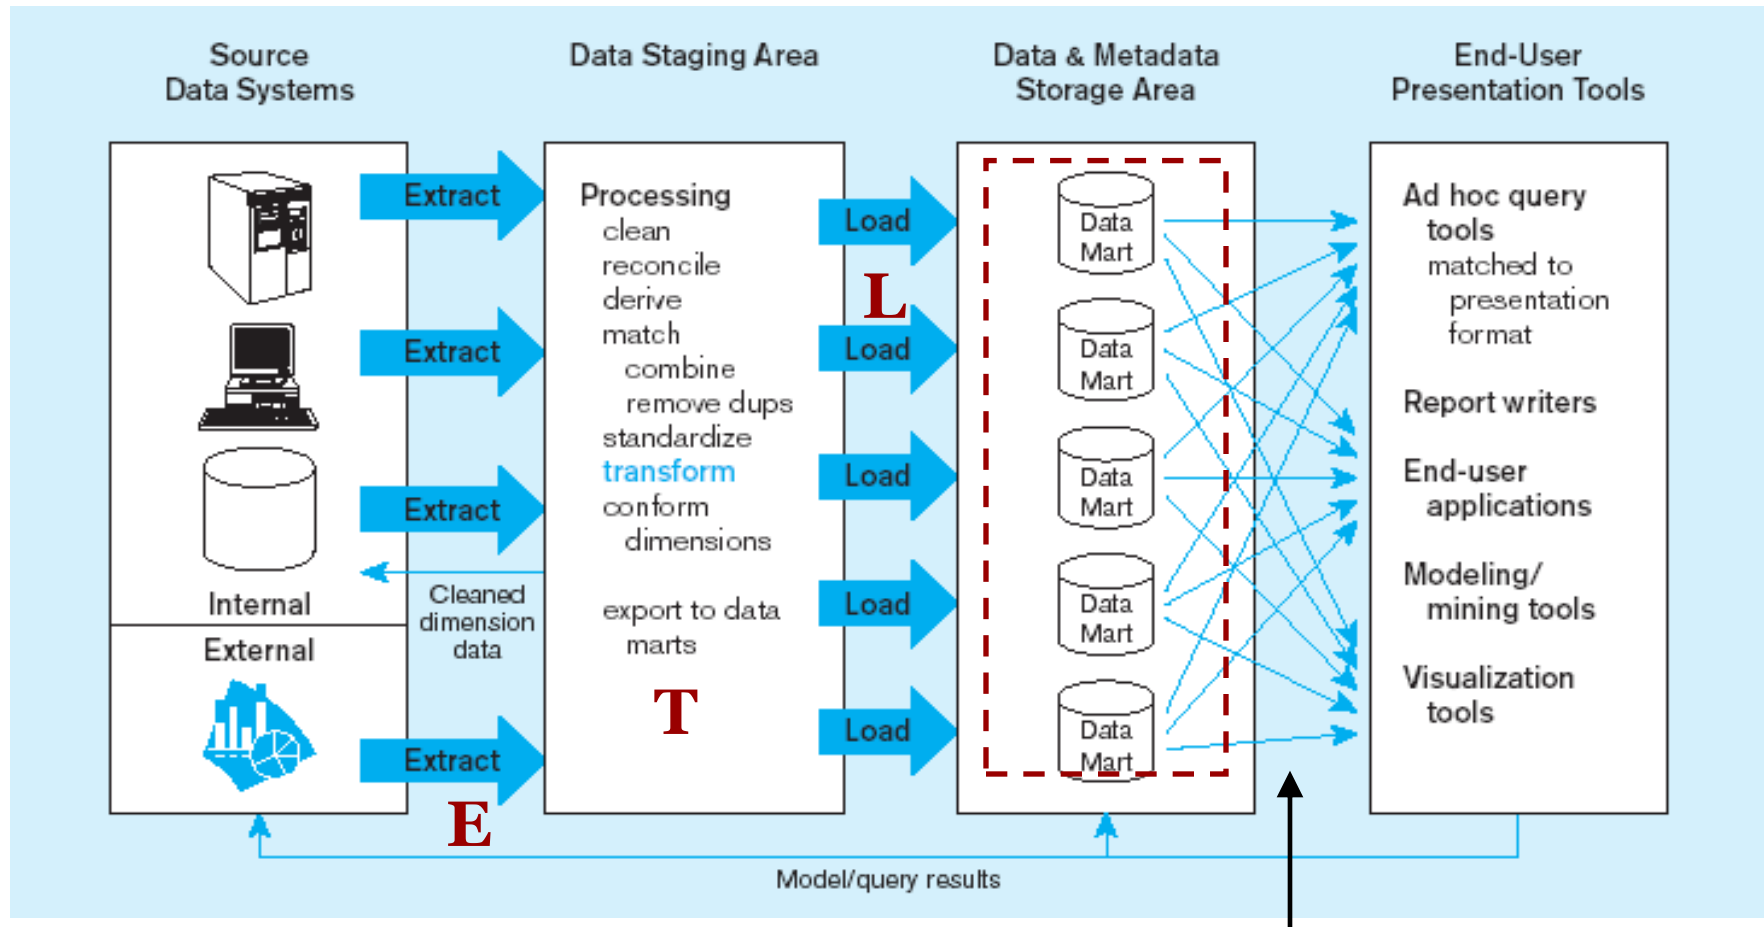 Source
Data Systems
Data Staging Area
Data & Metadata
Storage Area
End-User
Presentation Tools
Extract
Extract
Extract
Internal
External
Extract
E
Cleaned
dimension
data
Processing
clean
reconcile
derive
match
combine
remove dups
standardize
transform
conform
dimensions
export to data
marts
T
Load
L
Load
Load
Load
Load
Data
Mart
Data
Mart
Data
Mart
Data
Mart
Data
Mart
Ad hoc query
tools
matched to
presentation
format
Report writers
End-user
applications
Modeling/
mining tools
Visualization
tools
Model/query results